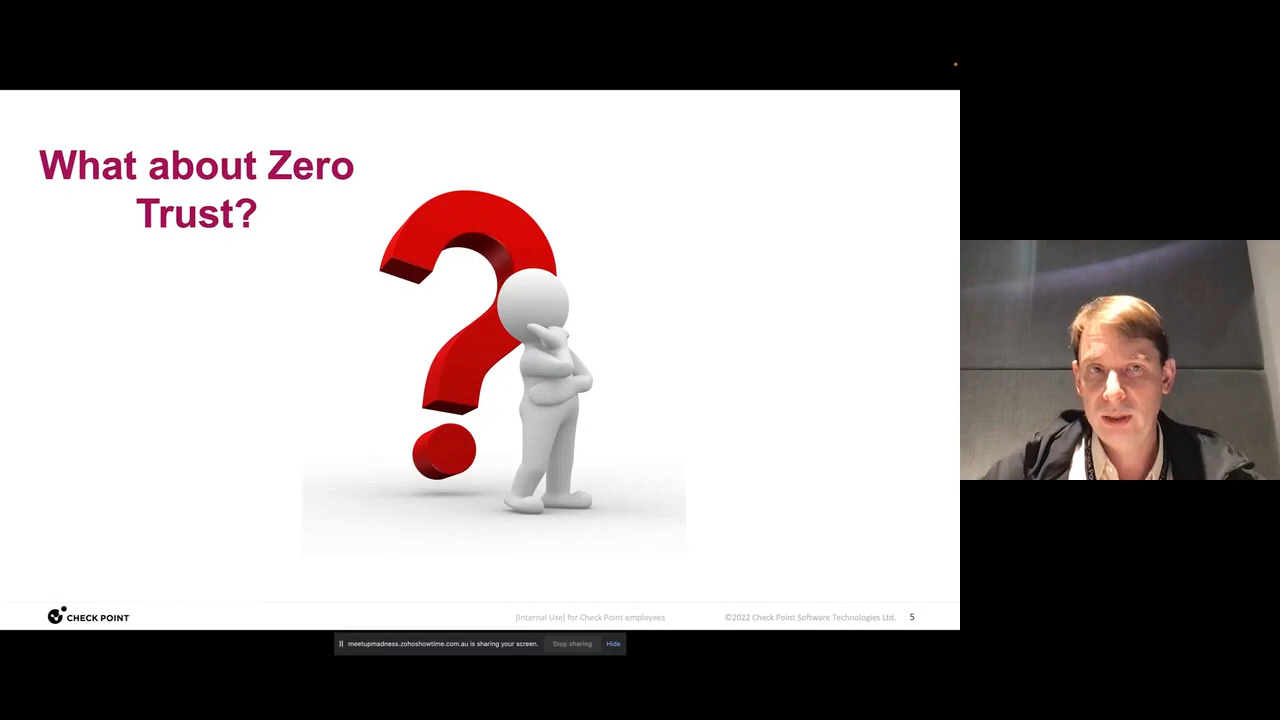 What about Zero
Trust?
CHECK POINT
[Internal Use] for Check Point employees
©2022 Check Point Software Technologies Ltd.
5
meetupmadness.zohoshowtime.com.au is sharing your screen.
Stop sharing
Hide